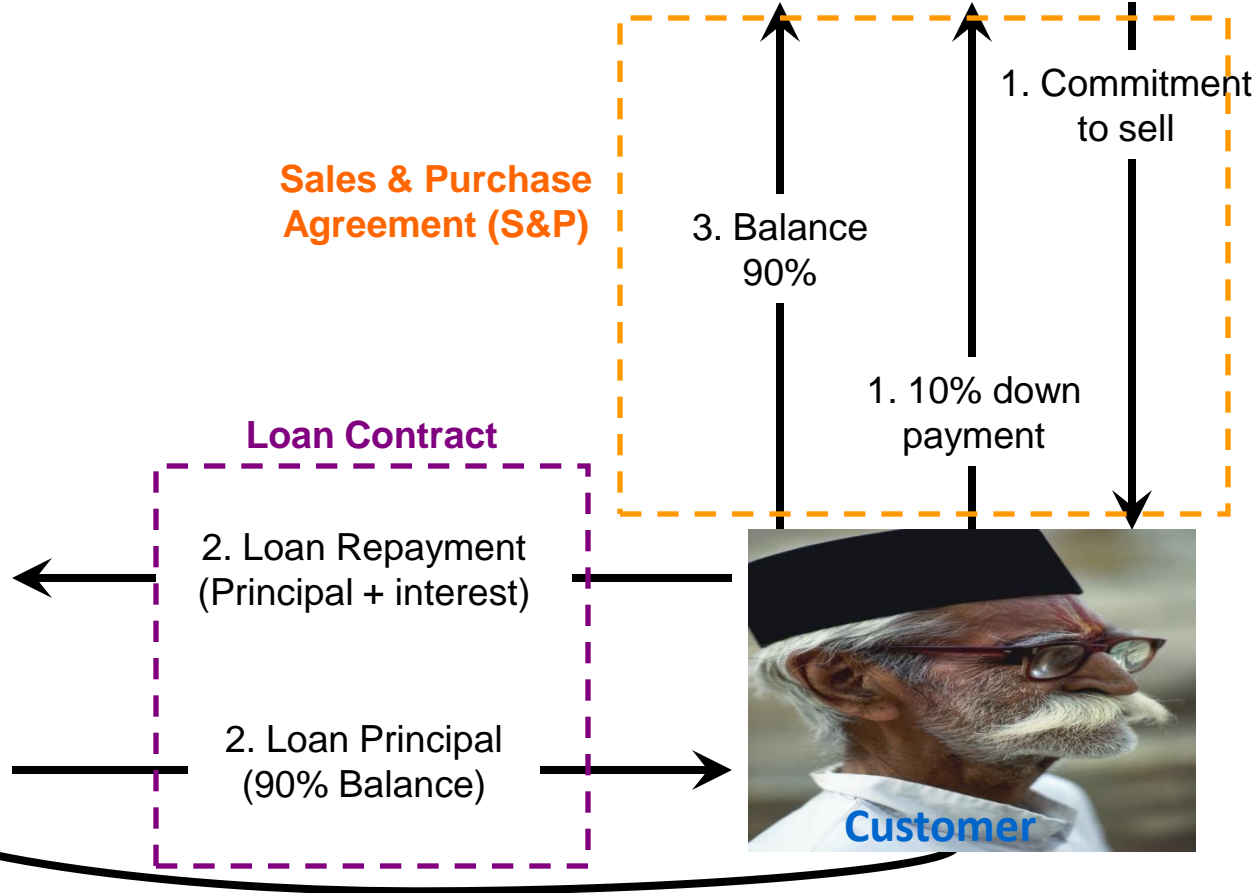 1. Commitment
to sell
Sales & Purchase
Agreement (S&P)
3. Balance
90%
1. 10% down
payment
Loan Contract
2. Loan Repayment
(Principal + interest)
2. Loan Principal
(90% Balance)
Customer